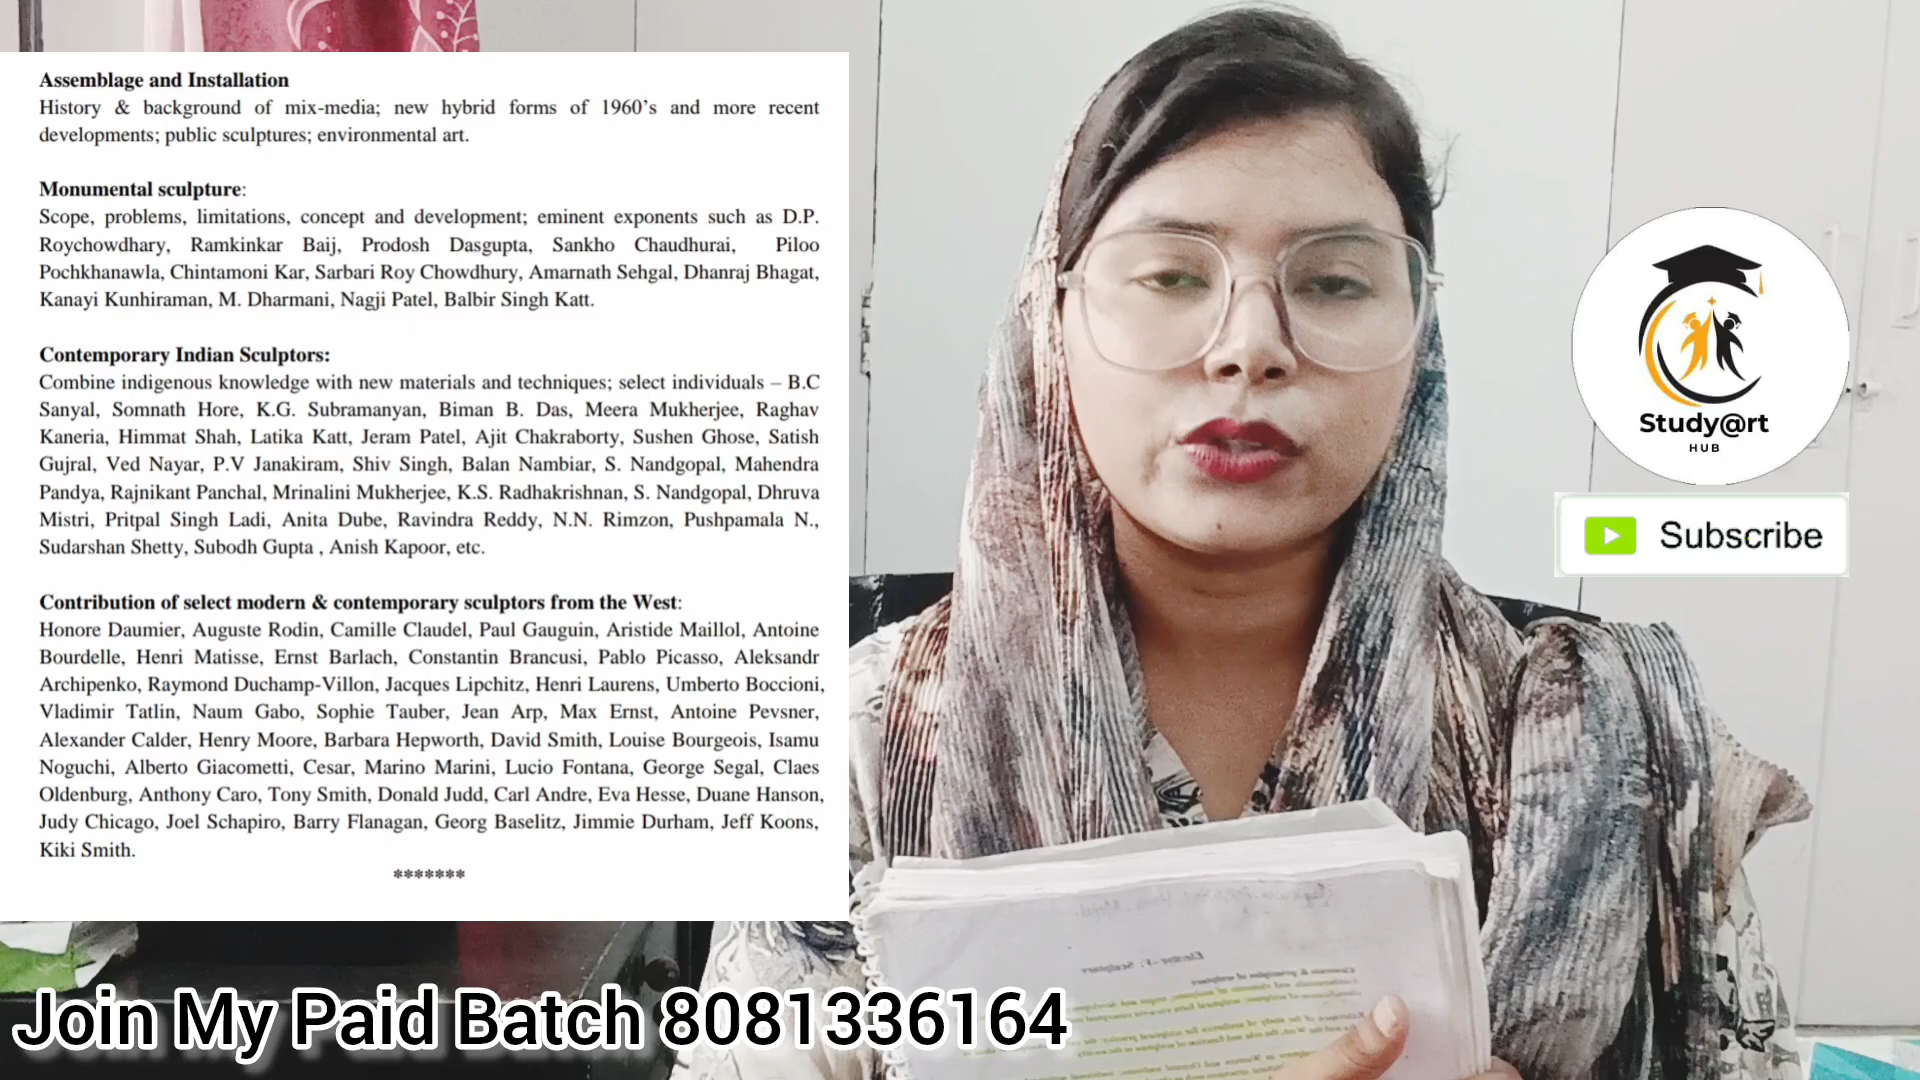 Assemblage and Installation
History & background of mix-media; new hybrid forms of 1960's and more recent
developments; public sculptures; environmental art.
Monumental sculpture:
Scope, problems, limitations, concept and development; eminent exponents such as D.P.
Roychowdhary, Ramkinkar Baij, Prodosh Dasgupta, Sankho Chaudhurai, Piloo
Pochkhanawla, Chintamoni Kar, Sarbari Roy Chowdhury, Amarnath Sehgal, Dhanraj Bhagat,
Kanayi Kunhiraman, M. Dharmani, Nagji Patel, Balbir Singh Katt.
Contemporary Indian Sculptors:
Combine indigenous knowledge with new materials and techniques; select individuals – B.C
Sanyal, Somnath Hore, K.G. Subramanyan, Biman B. Das, Meera Mukherjee, Raghav
Kaneria, Himmat Shah, Latika Katt, Jeram Patel, Ajit Chakraborty, Sushen Ghose, Satish
Gujral, Ved Nayar, P.V Janakiram, Shiv Singh, Balan Nambiar, S. Nandgopal, Mahendra
Pandya, Rajnikant Panchal, Mrinalini Mukherjee, K.S. Radhakrishnan, S. Nandgopal, Dhruva
Mistri, Pritpal Singh Ladi, Anita Dube, Ravindra Reddy, N.N. Rimzon, Pushpamala N.,
Sudarshan Shetty, Subodh Gupta , Anish Kapoor, etc.
Contribution of select modern & contemporary sculptors from the West:
Honore Daumier, Auguste Rodin, Camille Claudel, Paul Gauguin, Aristide Maillol, Antoine
Bourdelle, Henri Matisse, Ernst Barlach, Constantin Brancusi, Pablo Picasso, Aleksandr
Archipenko, Raymond Duchamp-Villon, Jacques Lipchitz, Henri Laurens, Umberto Boccioni,
Vladimir Tatlin, Naum Gabo, Sophie Tauber, Jean Arp, Max Ernst, Antoine Pevsner,
Alexander Calder, Henry Moore, Barbara Hepworth, David Smith, Louise Bourgeois, Isamu
Noguchi, Alberto Giacometti, Cesar, Marino Marini, Lucio Fontana, George Segal, Claes
Oldenburg, Anthony Caro, Tony Smith, Donald Judd, Carl Andre, Eva Hesse, Duane Hanson,
Judy Chicago, Joel Schapiro, Barry Flanagan, Georg Baselitz, Jimmie Durham, Jeff Koons,
Kiki Smith.
*******
Study@rt
HUB
Subscribe
Join My Paid Batch 8081336164